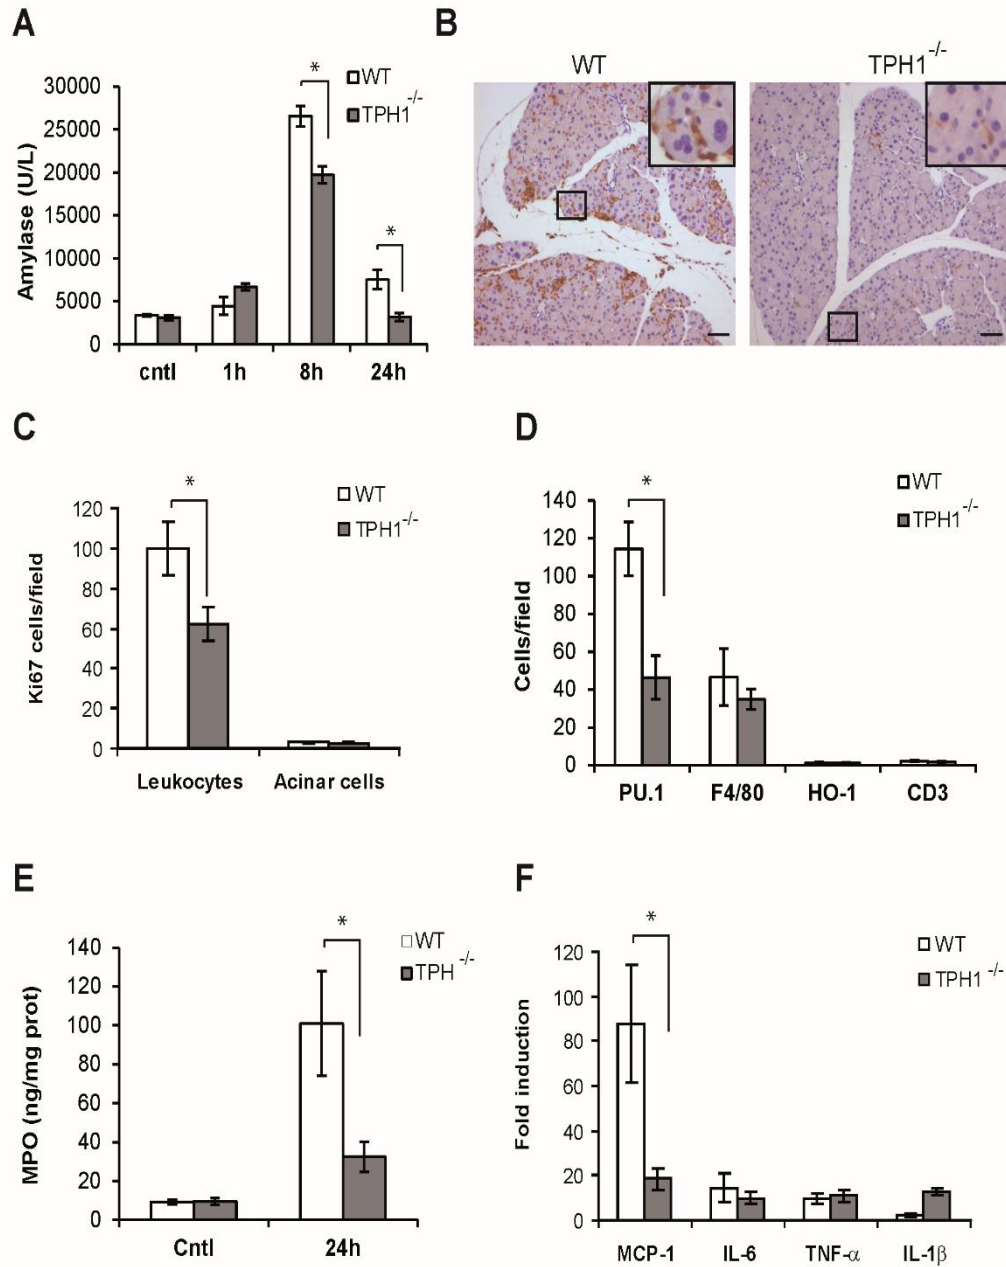 A
Amylase (U/L)
30000
25000
20000
15000
10000
5000
0
cntl 1h 8h 24h
* *
WT
TPH1-/-
B
WT TPH1-/-
C
Ki67 cells/field
120
100
80
60
40
20
0
Leukocytes Acinar cells
*
WT
TPH1-/-
D
Cells/field
140
120
100
80
60
40
20
0
PU.1 F4/80 HO-1 CD3
*
WT
TPH1-/-
E
MPO (ng/mg prot)
140
120
100
80
60
40
20
0
Cntl 24h
*
WT
TPH -/-
F
Fold induction
120
100
80
60
40
20
0
MCP-1 IL-6 TNF-α IL-1β
*
WT
TPH1 -/-